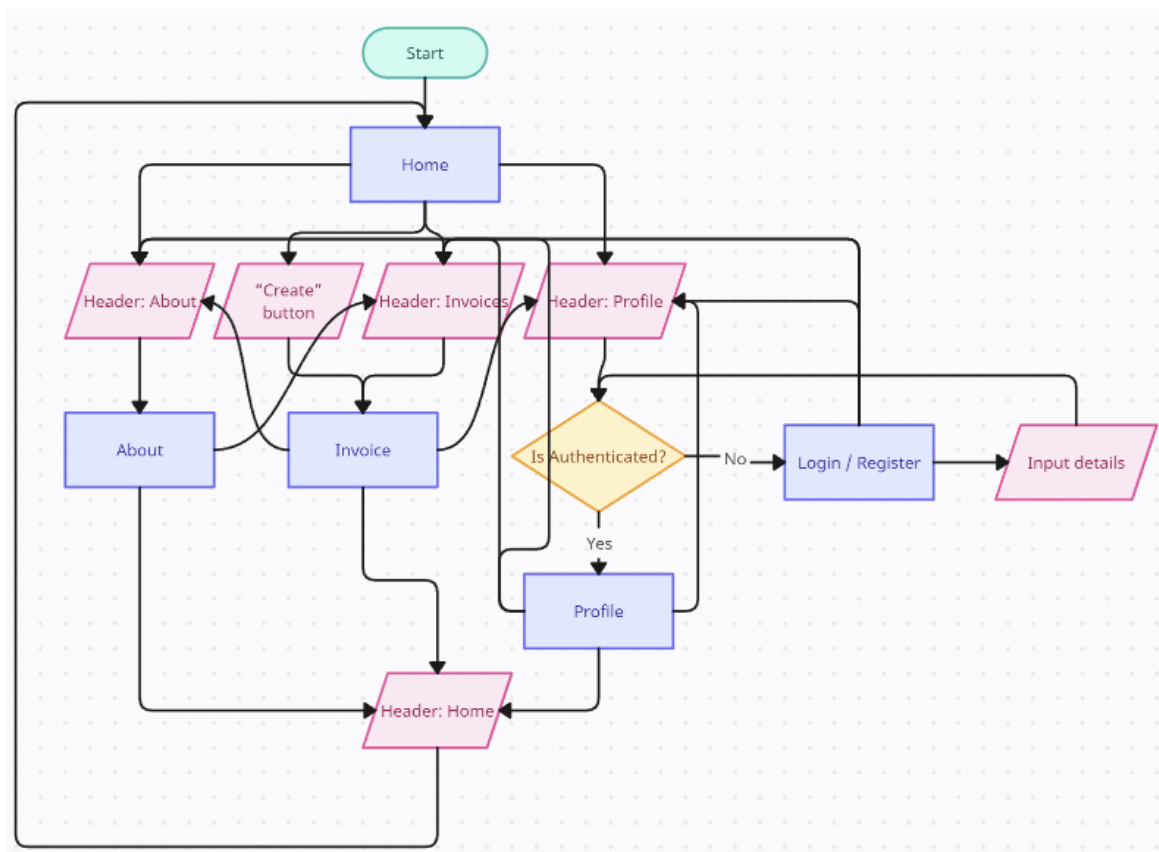 Start
Home
Header: About
“Create”
button
Header: Invoices
Header: Profile
About
Invoice
Is Authenticated?
No
Login / Register
Input details
Yes
Profile
Header: Home